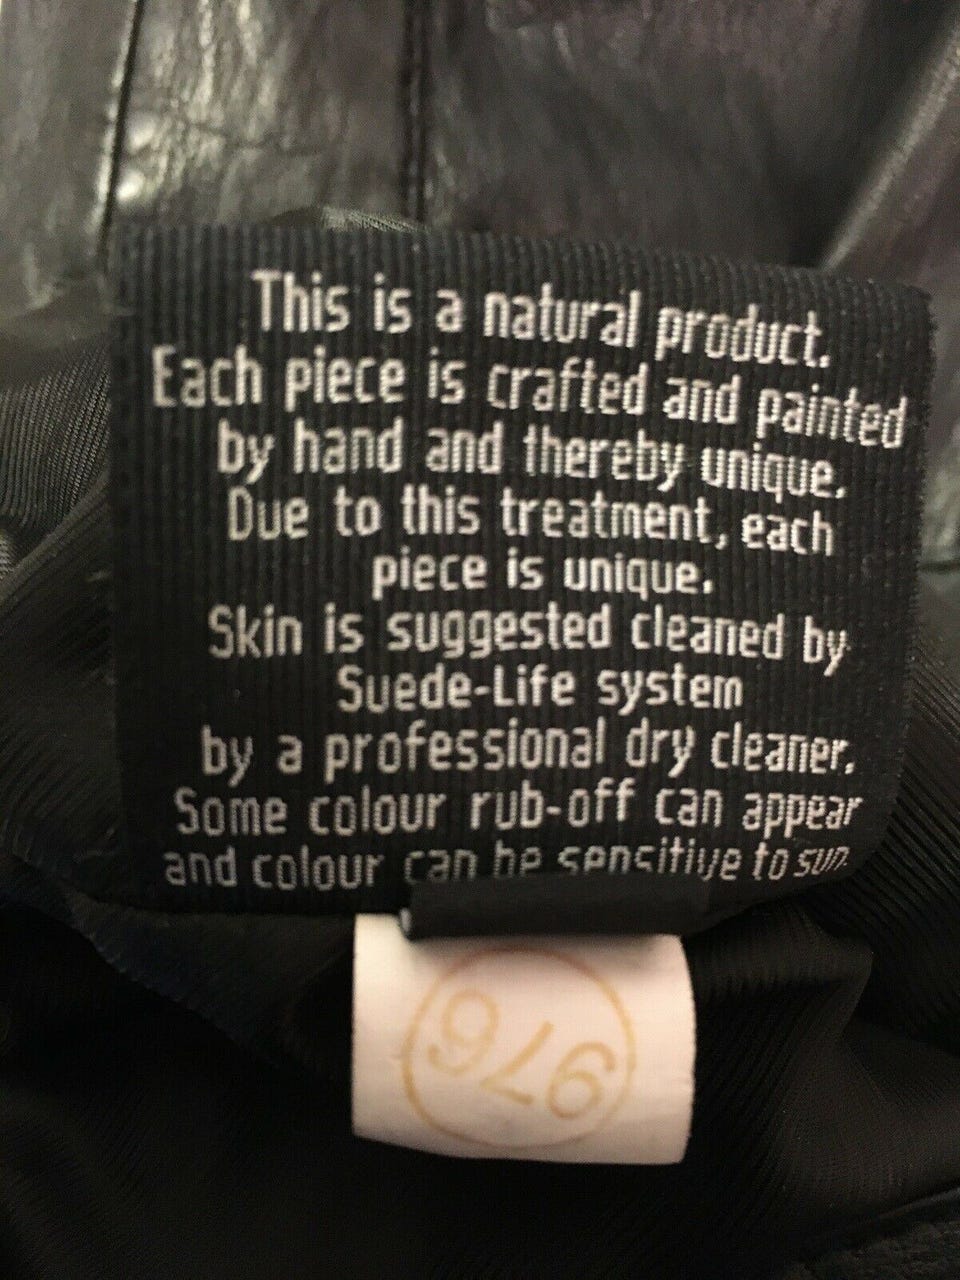 This is a natural product.
Each piece is crafted and painted
by hand and thereby unique.
Due to this treatment, each
piece is unique.
Skin is suggested cleaned by
Suede-Life system
by a professional dry cleaner.
Some colour rub-off can appear
and colour can be sensitive to sun.
976